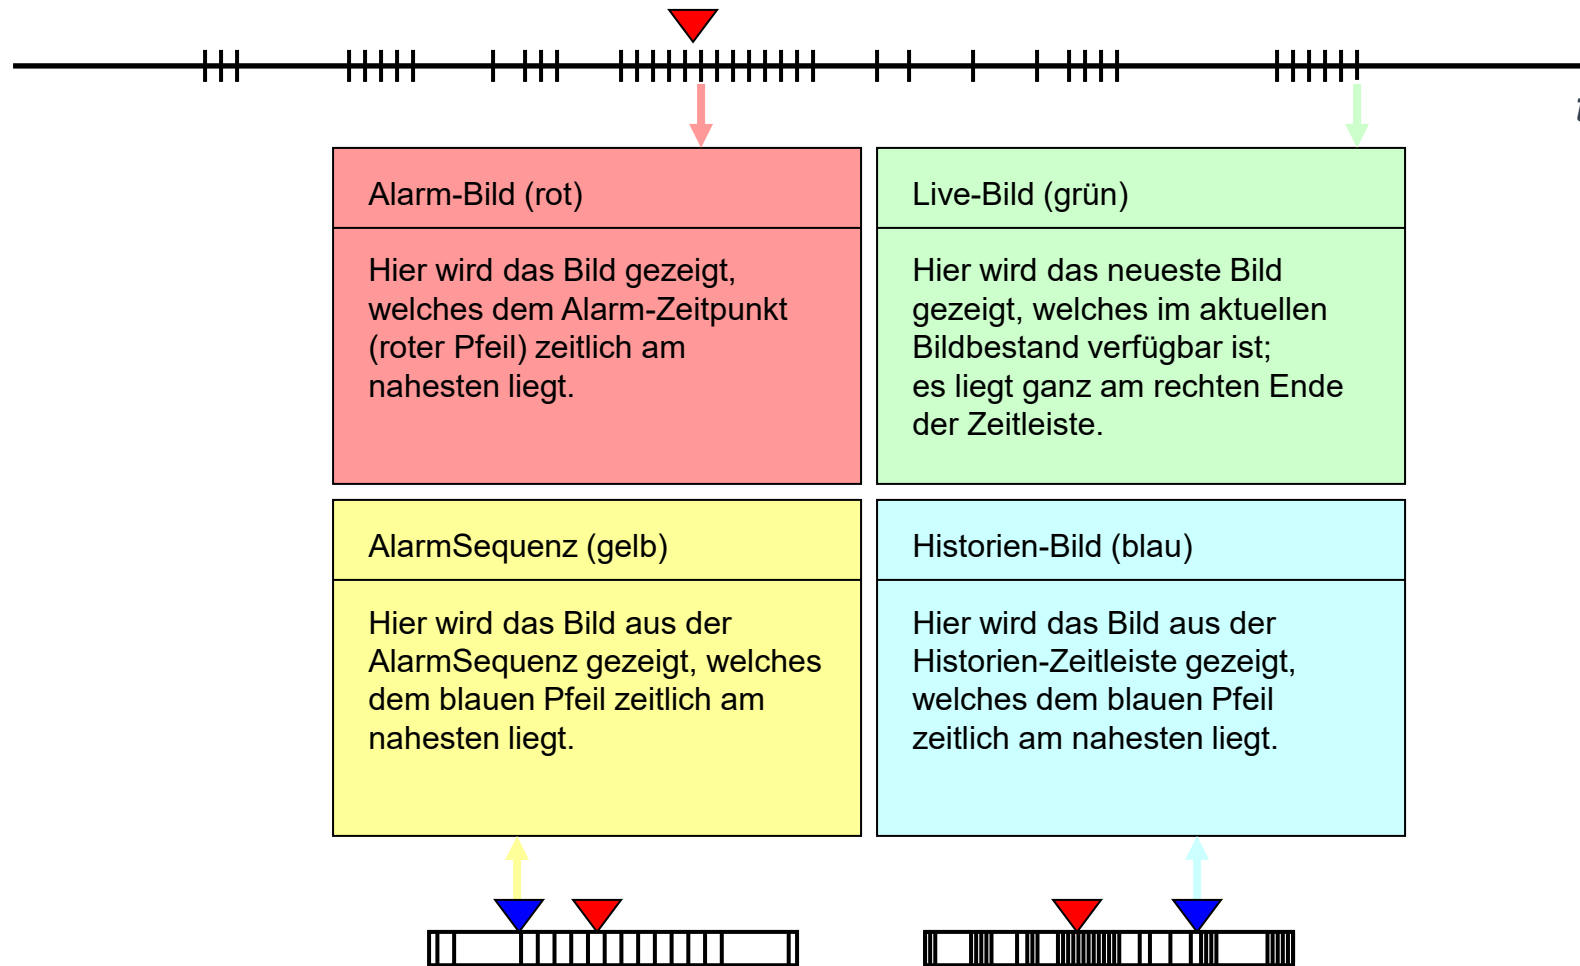 t
Alarm-Bild (rot)
Hier wird das Bild gezeigt,
welches dem Alarm-Zeitpunkt
(roter Pfeil) zeitlich am
nahesten liegt.
Live-Bild (grün)
Hier wird das neueste Bild
gezeigt, welches im aktuellen
Bildbestand verfügbar ist;
es liegt ganz am rechten Ende
der Zeitleiste.
AlarmSequenz (gelb)
Hier wird das Bild aus der
AlarmSequenz gezeigt, welches
dem blauen Pfeil zeitlich am
nahesten liegt.
Historien-Bild (blau)
Hier wird das Bild aus der
Historien-Zeitleiste gezeigt,
welches dem blauen Pfeil
zeitlich am nahesten liegt.